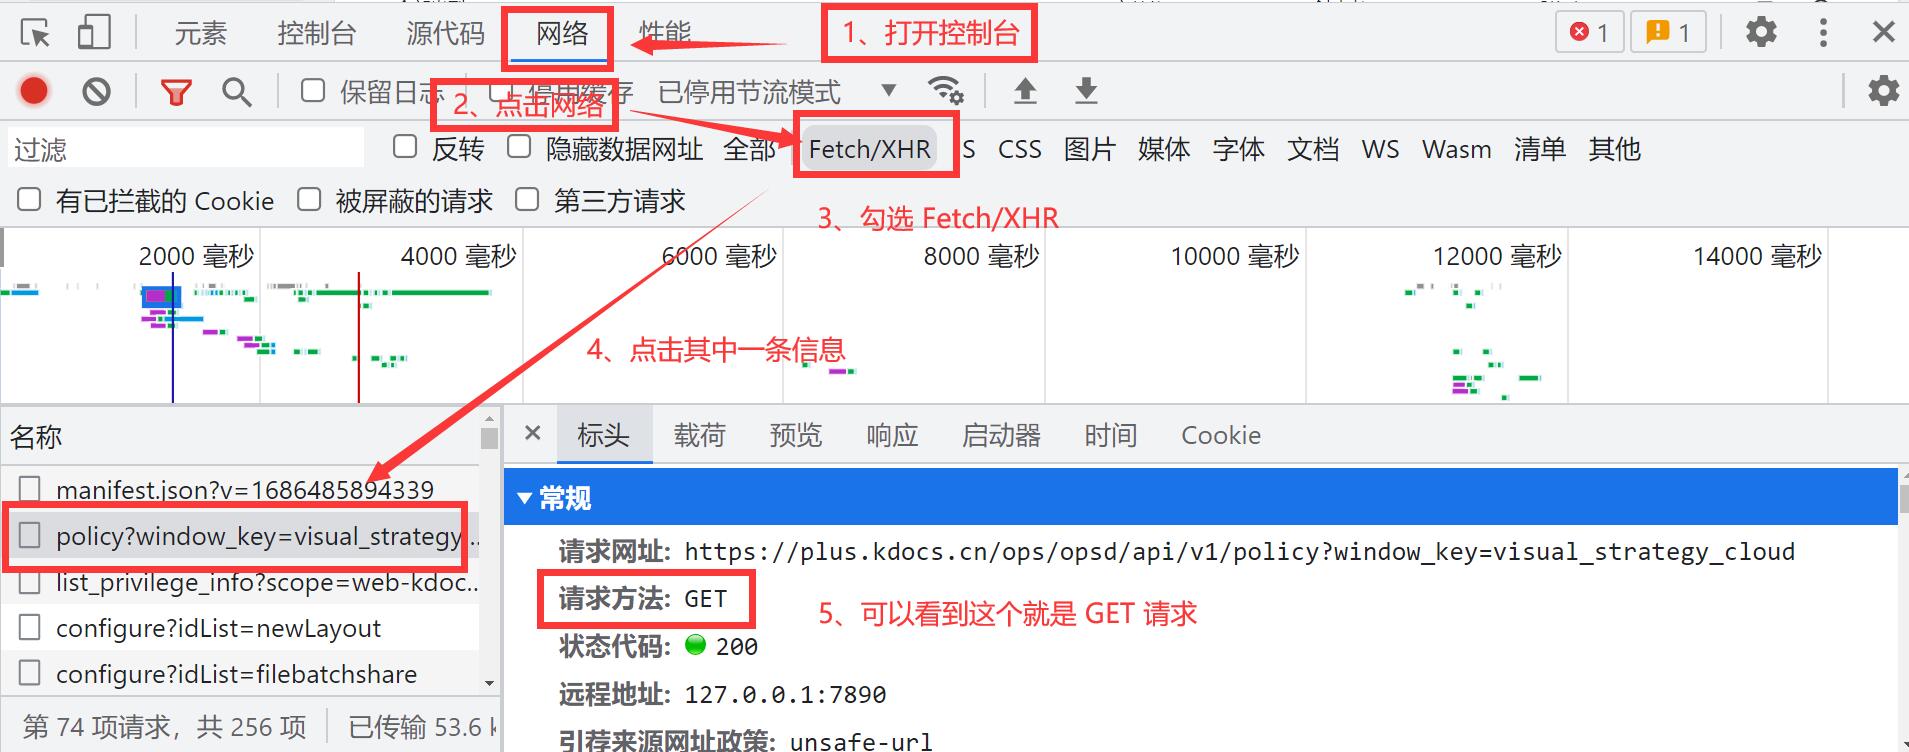 元素 控制台 源代码 网络 性能 1、打开控制台 1 1
保留日志 停用缓存 已停用节流模式
2、点击网络
过滤 反转 隐藏数据网址 全部 Fetch/XHR S CSS 图片 媒体 字体 文档 WS Wasm 清单 其他
有已拦截的 Cookie 被屏蔽的请求 第三方请求
3、勾选 Fetch/XHR
2000 毫秒 4000 毫秒 6000 毫秒 8000 毫秒 10000 毫秒 12000 毫秒 14000 毫秒
4、点击其中一条信息
名称
manifest.json?v=1686485894339
policy?window_key=visual_strategy...
list_privilege_info?scope=web-kdoc...
configure?idList=newLayout
configure?idList=filebatchshare
第 74 项请求，共 256 项 已传输 53.6 k
标头 载荷 预览 响应 启动器 时间 Cookie
常规
请求网址: https://plus.kdocs.cn/ops/opsd/api/v1/policy?window_key=visual_strategy_cloud
请求方法: GET
5、可以看到这个就是 GET 请求
状态代码: 200
远程地址: 127.0.0.1:7890
引荐来源网址政策: unsafe-url